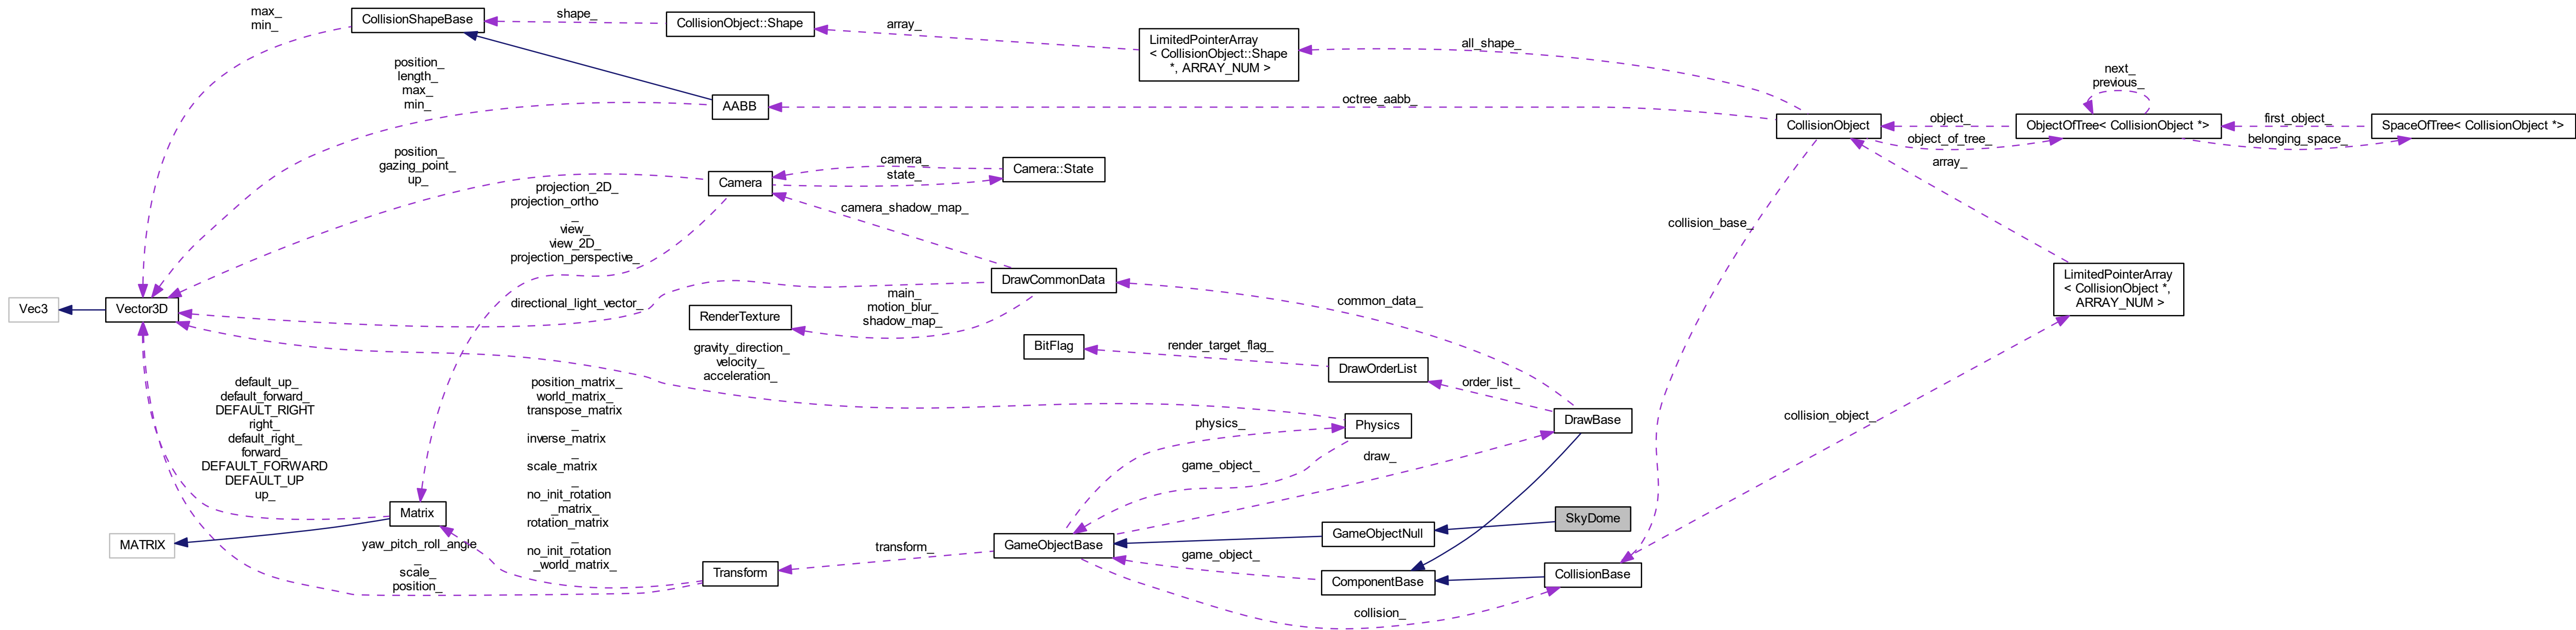 max_
min_
CollisionShapeBase
shape_
CollisionObject::Shape
array_
LimitedPointerArray
< CollisionObject::Shape
*, ARRAY_NUM >
all_shape_
position_
length_
max_
min_
AABB
octree_aabb_
CollisionObject
object_
object_of_tree_
next_
previous_
ObjectOfTree< CollisionObject *>
first_object_
belonging_space_
SpaceOfTree< CollisionObject *>
position_
gazing_point_
up_
Camera
camera_
state_
Camera::State
array_
projection_2D_
projection_ortho
_
view_
view_2D_
projection_perspective_
camera_shadow_map_
collision_base_
Vec3
Vector3D
directional_light_vector_
DrawCommonData
main_
motion_blur_
shadow_map_
RenderTexture
common_data_
LimitedPointerArray
< CollisionObject *,
ARRAY_NUM >
BitFlag
render_target_flag_
DrawOrderList
order_list_
gravity_direction_
velocity_
acceleration_
default_up_
default_forward_
DEFAULT_RIGHT
right_
default_right_
forward_
DEFAULT_FORWARD
DEFAULT_UP
up_
position_matrix_
world_matrix_
transpose_matrix
_
inverse_matrix
_
scale_matrix
_
no_init_rotation
_matrix_
rotation_matrix
_
no_init_rotation
_world_matrix_
Physics
physics_
game_object_
draw_
DrawBase
collision_object_
Matrix
MATRIX
yaw_pitch_roll_angle
_
scale_
position_
Transform
transform_
GameObjectBase
GameObjectNull
SkyDome
game_object_
ComponentBase
CollisionBase
collision_